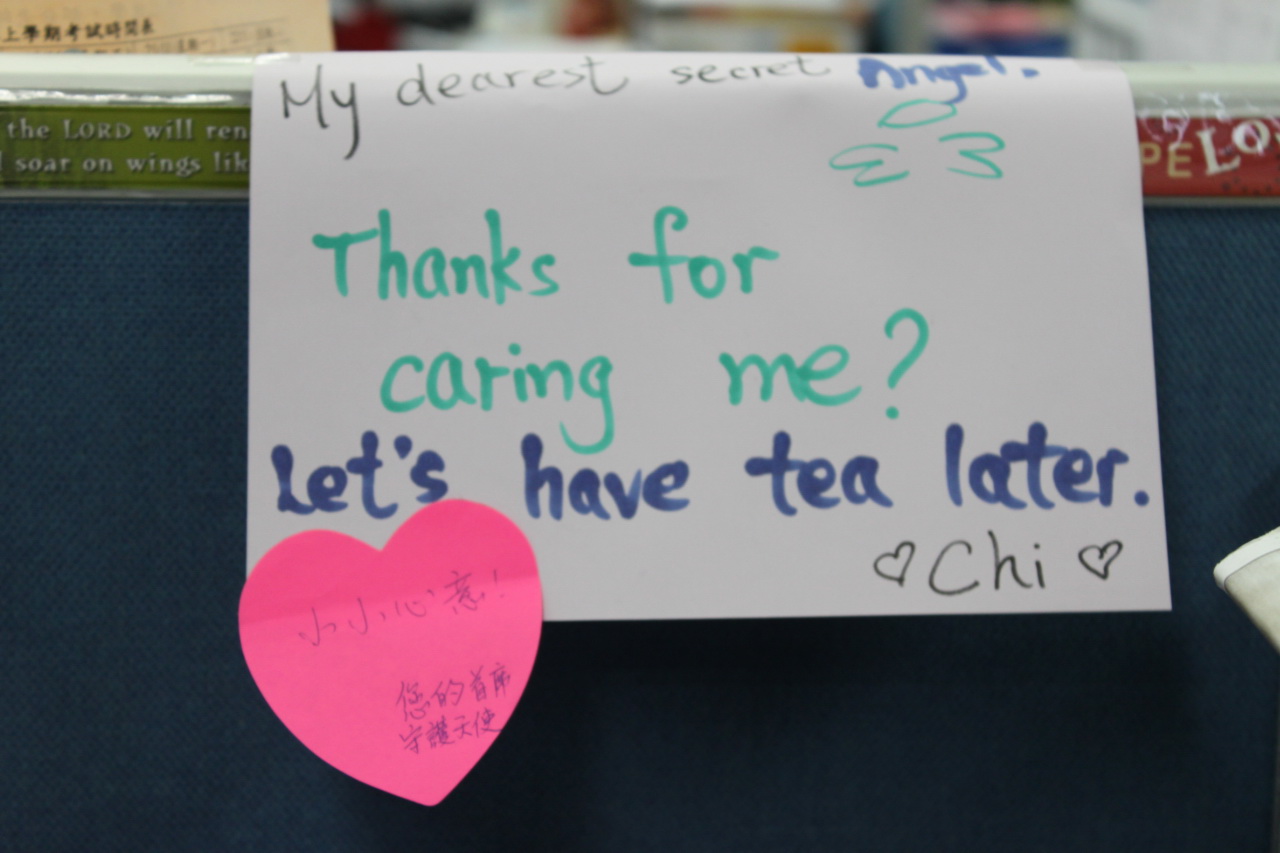 上學期考試時間表
the LORD will ren
soar on wings lik
PE LO
My dearest secret Angel.
Thanks for
caring me?
Let's have tea later.
♡ Chi ♡
小小心意!
您的首席
守護天使